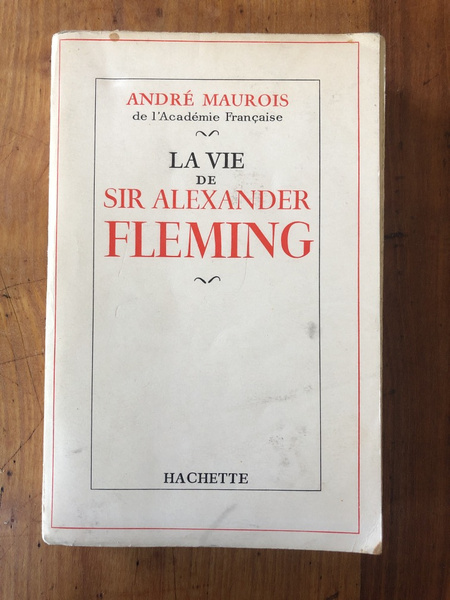 ANDRÉ MAUROIS
de l'Académie Française
LA VIE
DE
SIR ALEXANDER
FLEMING
HACHETTE